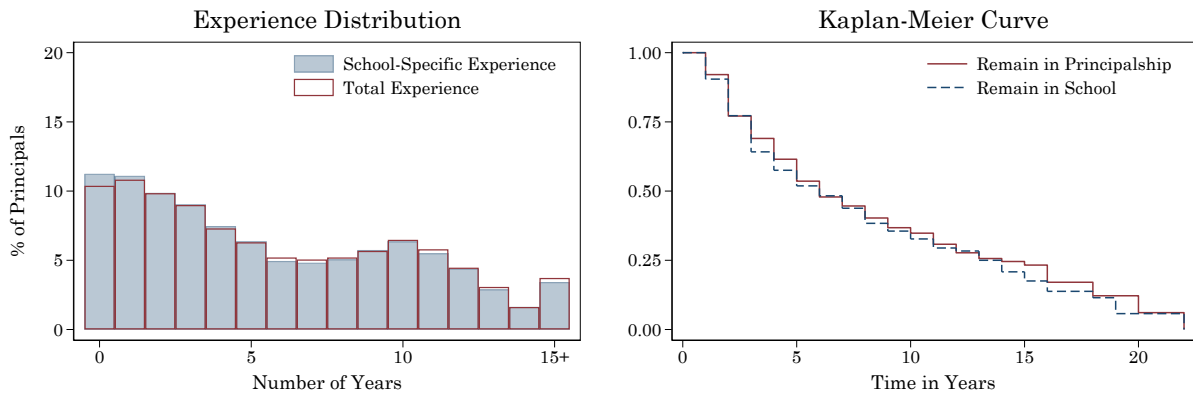 Experience Distribution
% of Principals
20
15
10
5
0
School-Specific Experience
Total Experience
0 5 10 15+
Number of Years
Kaplan-Meier Curve
1.00
0.75
0.50
0.25
0.00
Remain in Principalship
Remain in School
0 5 10 15 20
Time in Years